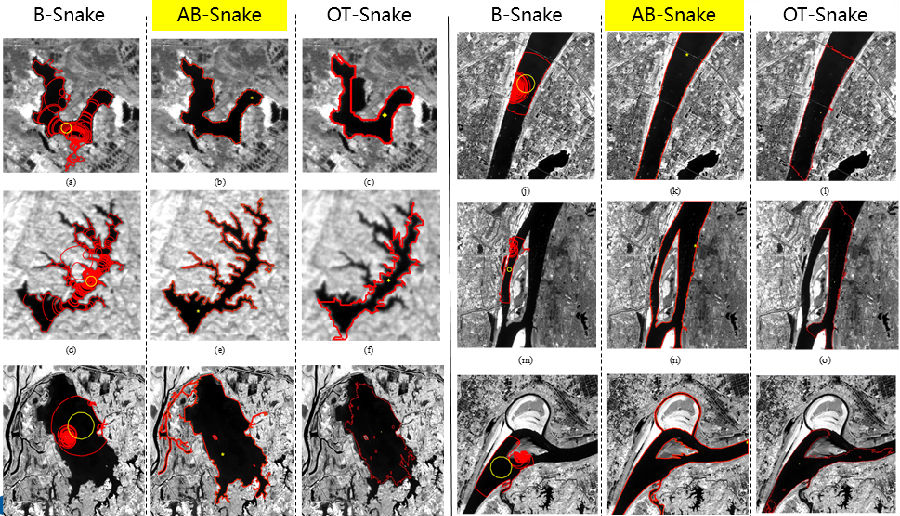 B-Snake AB-Snake OT-Snake B-Snake AB-Snake OT-Snake
(a) (b) (c) (j) (k) (l)
(d) (e) (f) (m) (n) (o)